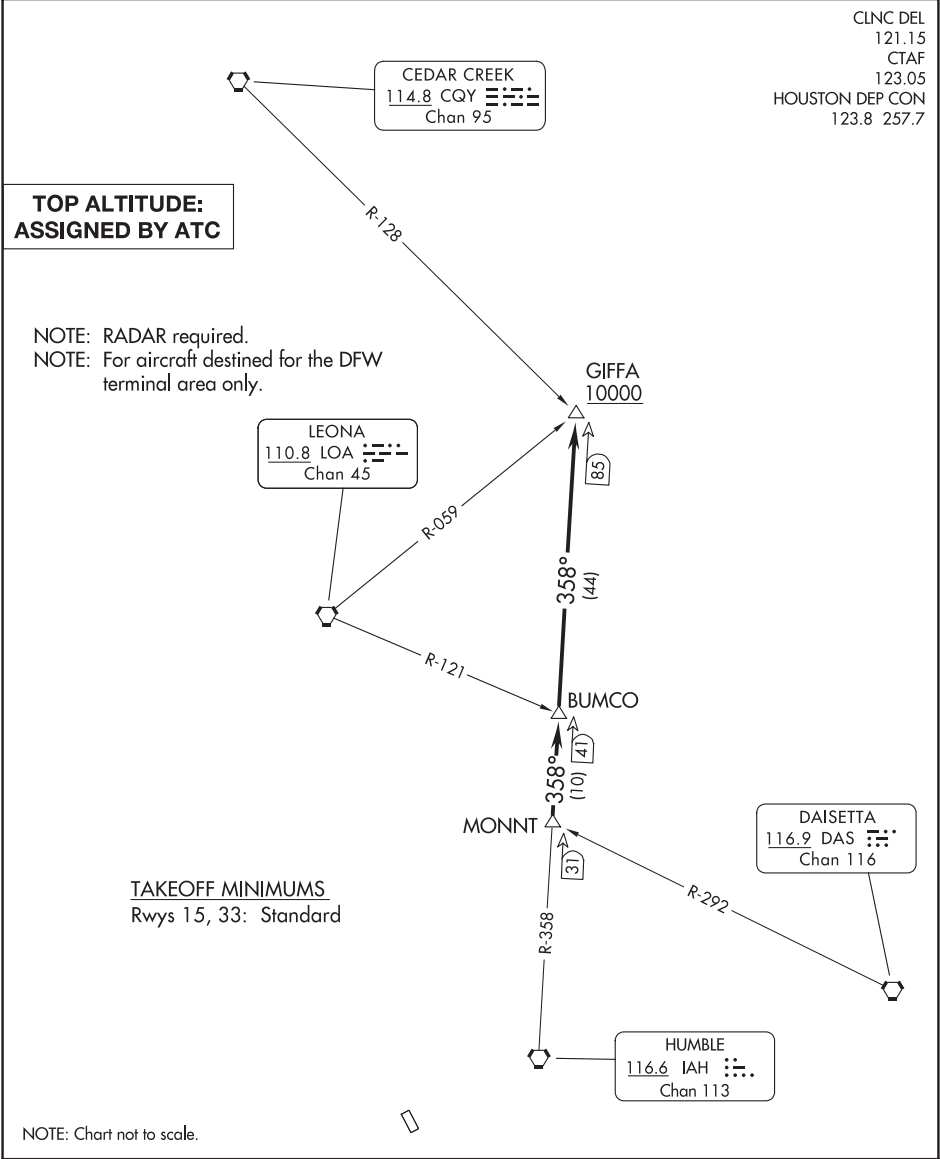 CLNC DEL
121.15
CTAF
123.05
HOUSTON DEP CON
123.8 257.7
CEDAR CREEK
114.8 CQY
Chan 95
TOP ALTITUDE:
ASSIGNED BY ATC
R-128
NOTE: RADAR required.
NOTE: For aircraft destined for the DFW
terminal area only.
GIFFA
10000
LEONA
110.8 LOA
Chan 45
85
R-059
358°
(44)
R-121
BUMCO
41
358°
(10)
MONNT
31
DAISETTA
116.9 DAS
Chan 116
TAKEOFF MINIMUMS
Rwys 15, 33: Standard
R-292
R-358
HUMBLE
116.6 IAH
Chan 113
NOTE: Chart not to scale.